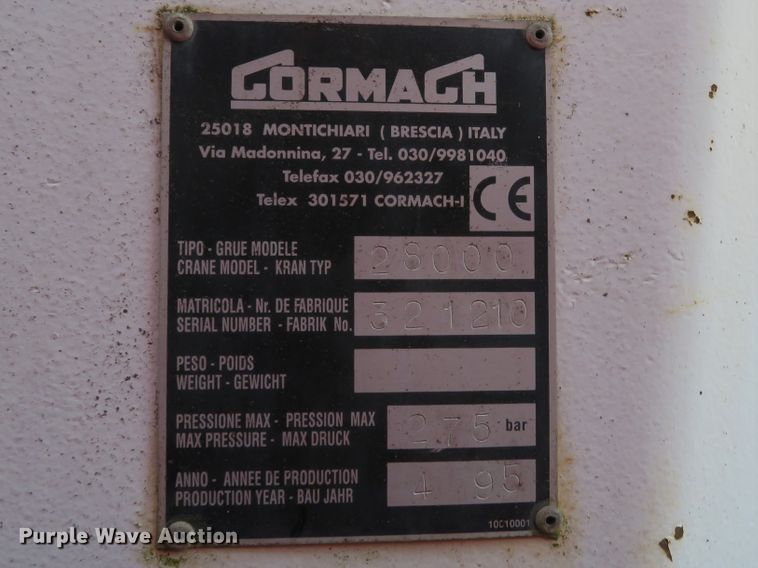 CORMACH
25018 MONTICHIARI ( BRESCIA ) ITALY
Via Madonnina, 27 - Tel. 030/9981040
Telefax 030/962327
Telex 301571 CORMACH-I
CE
TIPO - GRUE MODELE
CRANE MODEL - KRAN TYP
28000
MATRICOLA - Nr. DE FABRIQUE
SERIAL NUMBER - FABRIK No.
321210
PESO - POIDS
WEIGHT - GEWICHT
PRESSIONE MAX - PRESSION MAX
MAX PRESSURE - MAX DRUCK
275 bar
ANNO - ANNEE DE PRODUCTION
PRODUCTION YEAR - BAU JAHR
4 95
10010001
Purple Wave Auction